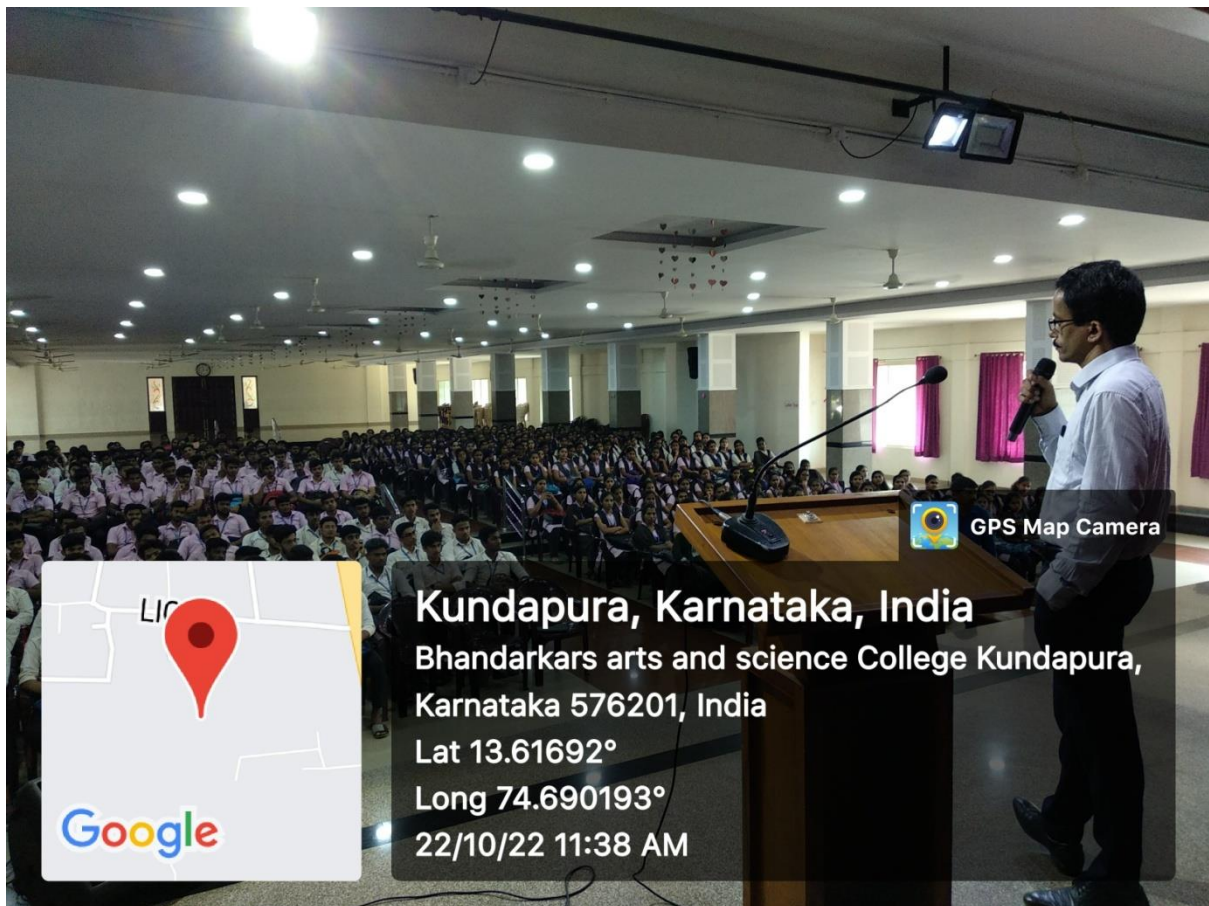 GPS Map Camera
LIC
Google
Kundapura, Karnataka, India
Bhandarkars arts and science College Kundapura,
Karnataka 576201, India
Lat 13.61692°
Long 74.690193°
22/10/22 11:38 AM